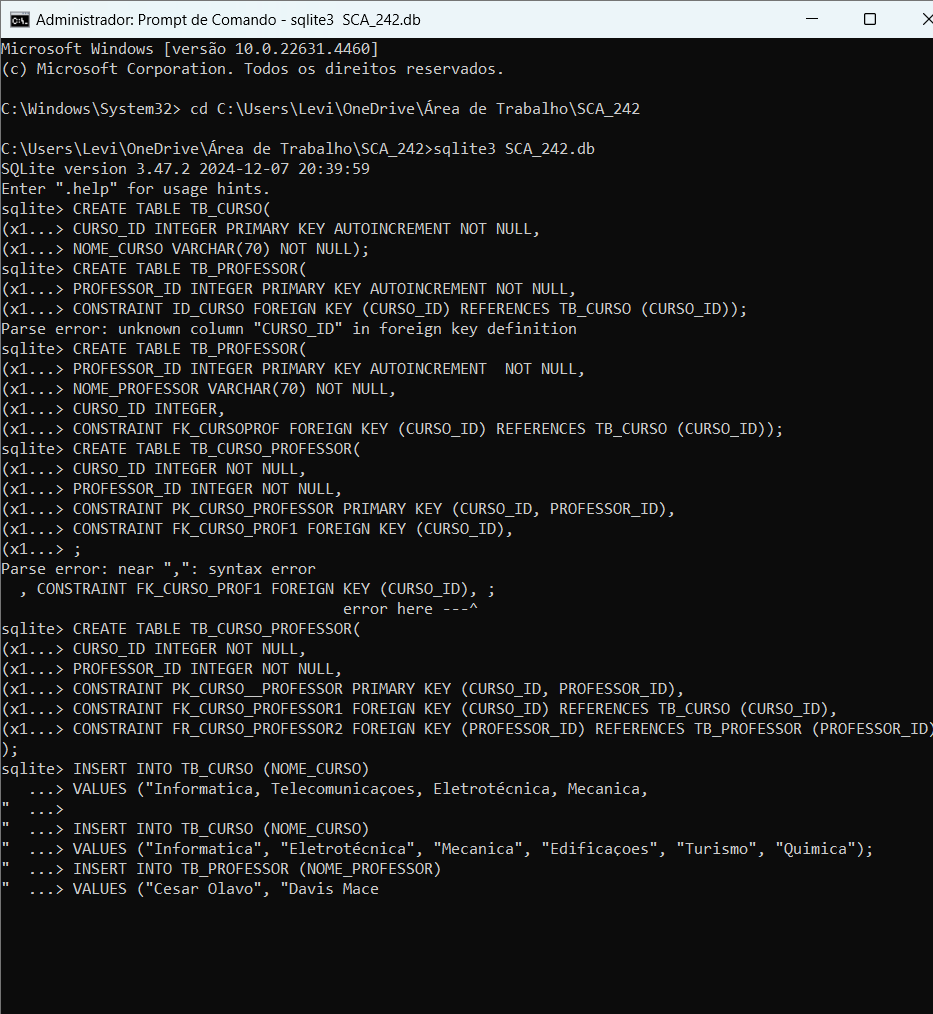 Administrador: Prompt de Comando - sqlite3  SCA_242.db
Microsoft Windows [versão 10.0.22631.4460]
(c) Microsoft Corporation. Todos os direitos reservados.
C:\Windows\System32> cd C:\Users\Levi\OneDrive\Área de Trabalho\SCA_242
C:\Users\Levi\OneDrive\Área de Trabalho\SCA_242>sqlite3 SCA_242.db
SQLite version 3.47.2 2024-12-07 20:39:59
Enter ".help" for usage hints.
sqlite> CREATE TABLE TB_CURSO(
(x1...> CURSO_ID INTEGER PRIMARY KEY AUTOINCREMENT NOT NULL,
(x1...> NOME_CURSO VARCHAR(70) NOT NULL);
sqlite> CREATE TABLE TB_PROFESSOR(
(x1...> PROFESSOR_ID INTEGER PRIMARY KEY AUTOINCREMENT NOT NULL,
(x1...> CONSTRAINT ID_CURSO FOREIGN KEY (CURSO_ID) REFERENCES TB_CURSO (CURSO_ID));
Parse error: unknown column "CURSO_ID" in foreign key definition
sqlite> CREATE TABLE TB_PROFESSOR(
(x1...> PROFESSOR_ID INTEGER PRIMARY KEY AUTOINCREMENT  NOT NULL,
(x1...> NOME_PROFESSOR VARCHAR(70) NOT NULL,
(x1...> CURSO_ID INTEGER,
(x1...> CONSTRAINT FK_CURSOPROF FOREIGN KEY (CURSO_ID) REFERENCES TB_CURSO (CURSO_ID));
sqlite> CREATE TABLE TB_CURSO_PROFESSOR(
(x1...> CURSO_ID INTEGER NOT NULL,
(x1...> PROFESSOR_ID INTEGER NOT NULL,
(x1...> CONSTRAINT PK_CURSO_PROFESSOR PRIMARY KEY (CURSO_ID, PROFESSOR_ID),
(x1...> CONSTRAINT FK_CURSO_PROF1 FOREIGN KEY (CURSO_ID),
(x1...> ;
Parse error: near ",": syntax error
  , CONSTRAINT FK_CURSO_PROF1 FOREIGN KEY (CURSO_ID), ;
                                      error here ---^
sqlite> CREATE TABLE TB_CURSO_PROFESSOR(
(x1...> CURSO_ID INTEGER NOT NULL,
(x1...> PROFESSOR_ID INTEGER NOT NULL,
(x1...> CONSTRAINT PK_CURSO__PROFESSOR PRIMARY KEY (CURSO_ID, PROFESSOR_ID),
(x1...> CONSTRAINT FK_CURSO_PROFESSOR1 FOREIGN KEY (CURSO_ID) REFERENCES TB_CURSO (CURSO_ID),
(x1...> CONSTRAINT FR_CURSO_PROFESSOR2 FOREIGN KEY (PROFESSOR_ID) REFERENCES TB_PROFESSOR (PROFESSOR_ID)
);
sqlite> INSERT INTO TB_CURSO (NOME_CURSO)
   ...> VALUES ("Informatica, Telecomunicaçoes, Eletrotécnica, Mecanica,
"  ...>
"  ...> INSERT INTO TB_CURSO (NOME_CURSO)
"  ...> VALUES ("Informatica", "Eletrotécnica", "Mecanica", "Edificaçoes", "Turismo", "Quimica");
"  ...> INSERT INTO TB_PROFESSOR (NOME_PROFESSOR)
"  ...> VALUES ("Cesar Olavo", "Davis Mace